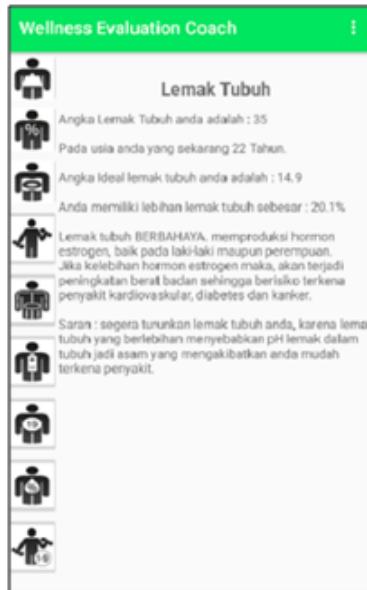 Wellness Evaluation Coach
Lemak Tubuh
%
Angka Lemak Tubuh anda adalah : 35
Pada usia anda yang sekarang 22 Tahun.
Angka Ideal lemak tubuh anda adalah : 14.9
Anda memiliki lebihan lemak tubuh sebesar : 20.1%
Lemak tubuh BERBAHAYA. memproduksi hormon
estrogen, baik pada laki-laki maupun perempuan.
Jika kelebihan hormon estrogen maka, akan terjadi
peningkatan berat badan sehingga berisiko terkena
penyakit kardiovaskular, diabetes dan kanker.
Saran : segera turunkan lemak tubuh anda, karena lema
tubuh yang berlebihan menyebabkan pH lemak dalam
tubuh jadi asam yang mengakibatkan anda mudah
terkena penyakit.